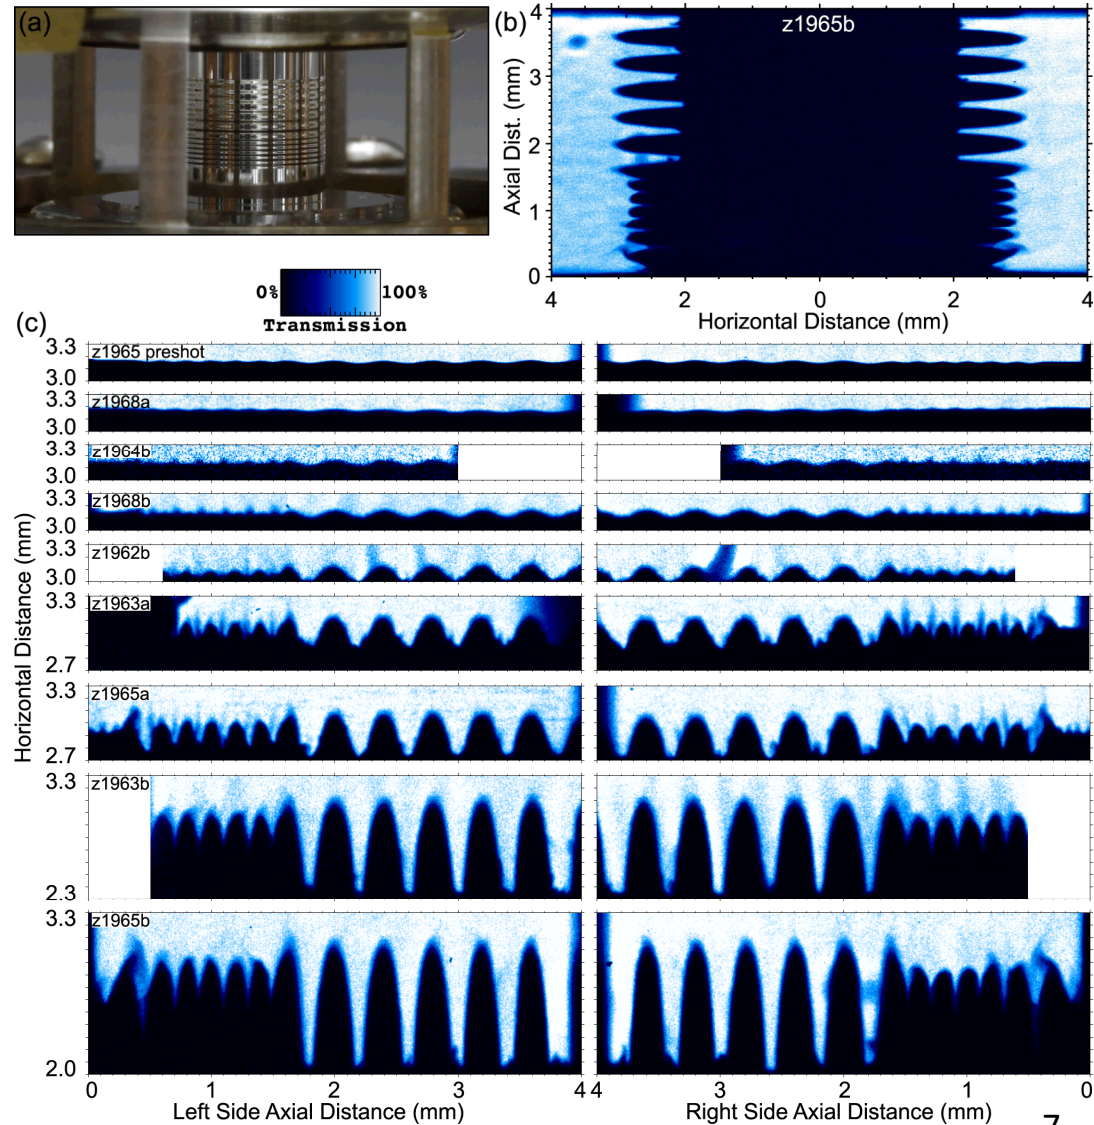 (a)
(b)
z1965b
4
3
2
1
0
Axial Dist. (mm)
4 2 0 2 4
Horizontal Distance (mm)
0% 100%
Transmission
(c)
3.3
z1965 preshot
3.0
3.3
z1968a
3.0
3.3
z1964b
3.0
3.3
z1968b
3.0
3.3
z1962b
3.0
3.3
z1963a
2.7
3.3
z1965a
2.7
3.3
z1963b
2.3
3.3
z1965b
2.0
Horizontal Distance (mm)
0 1 2 3 4 4 3 2 1 0
Left Side Axial Distance (mm) Right Side Axial Distance (mm)